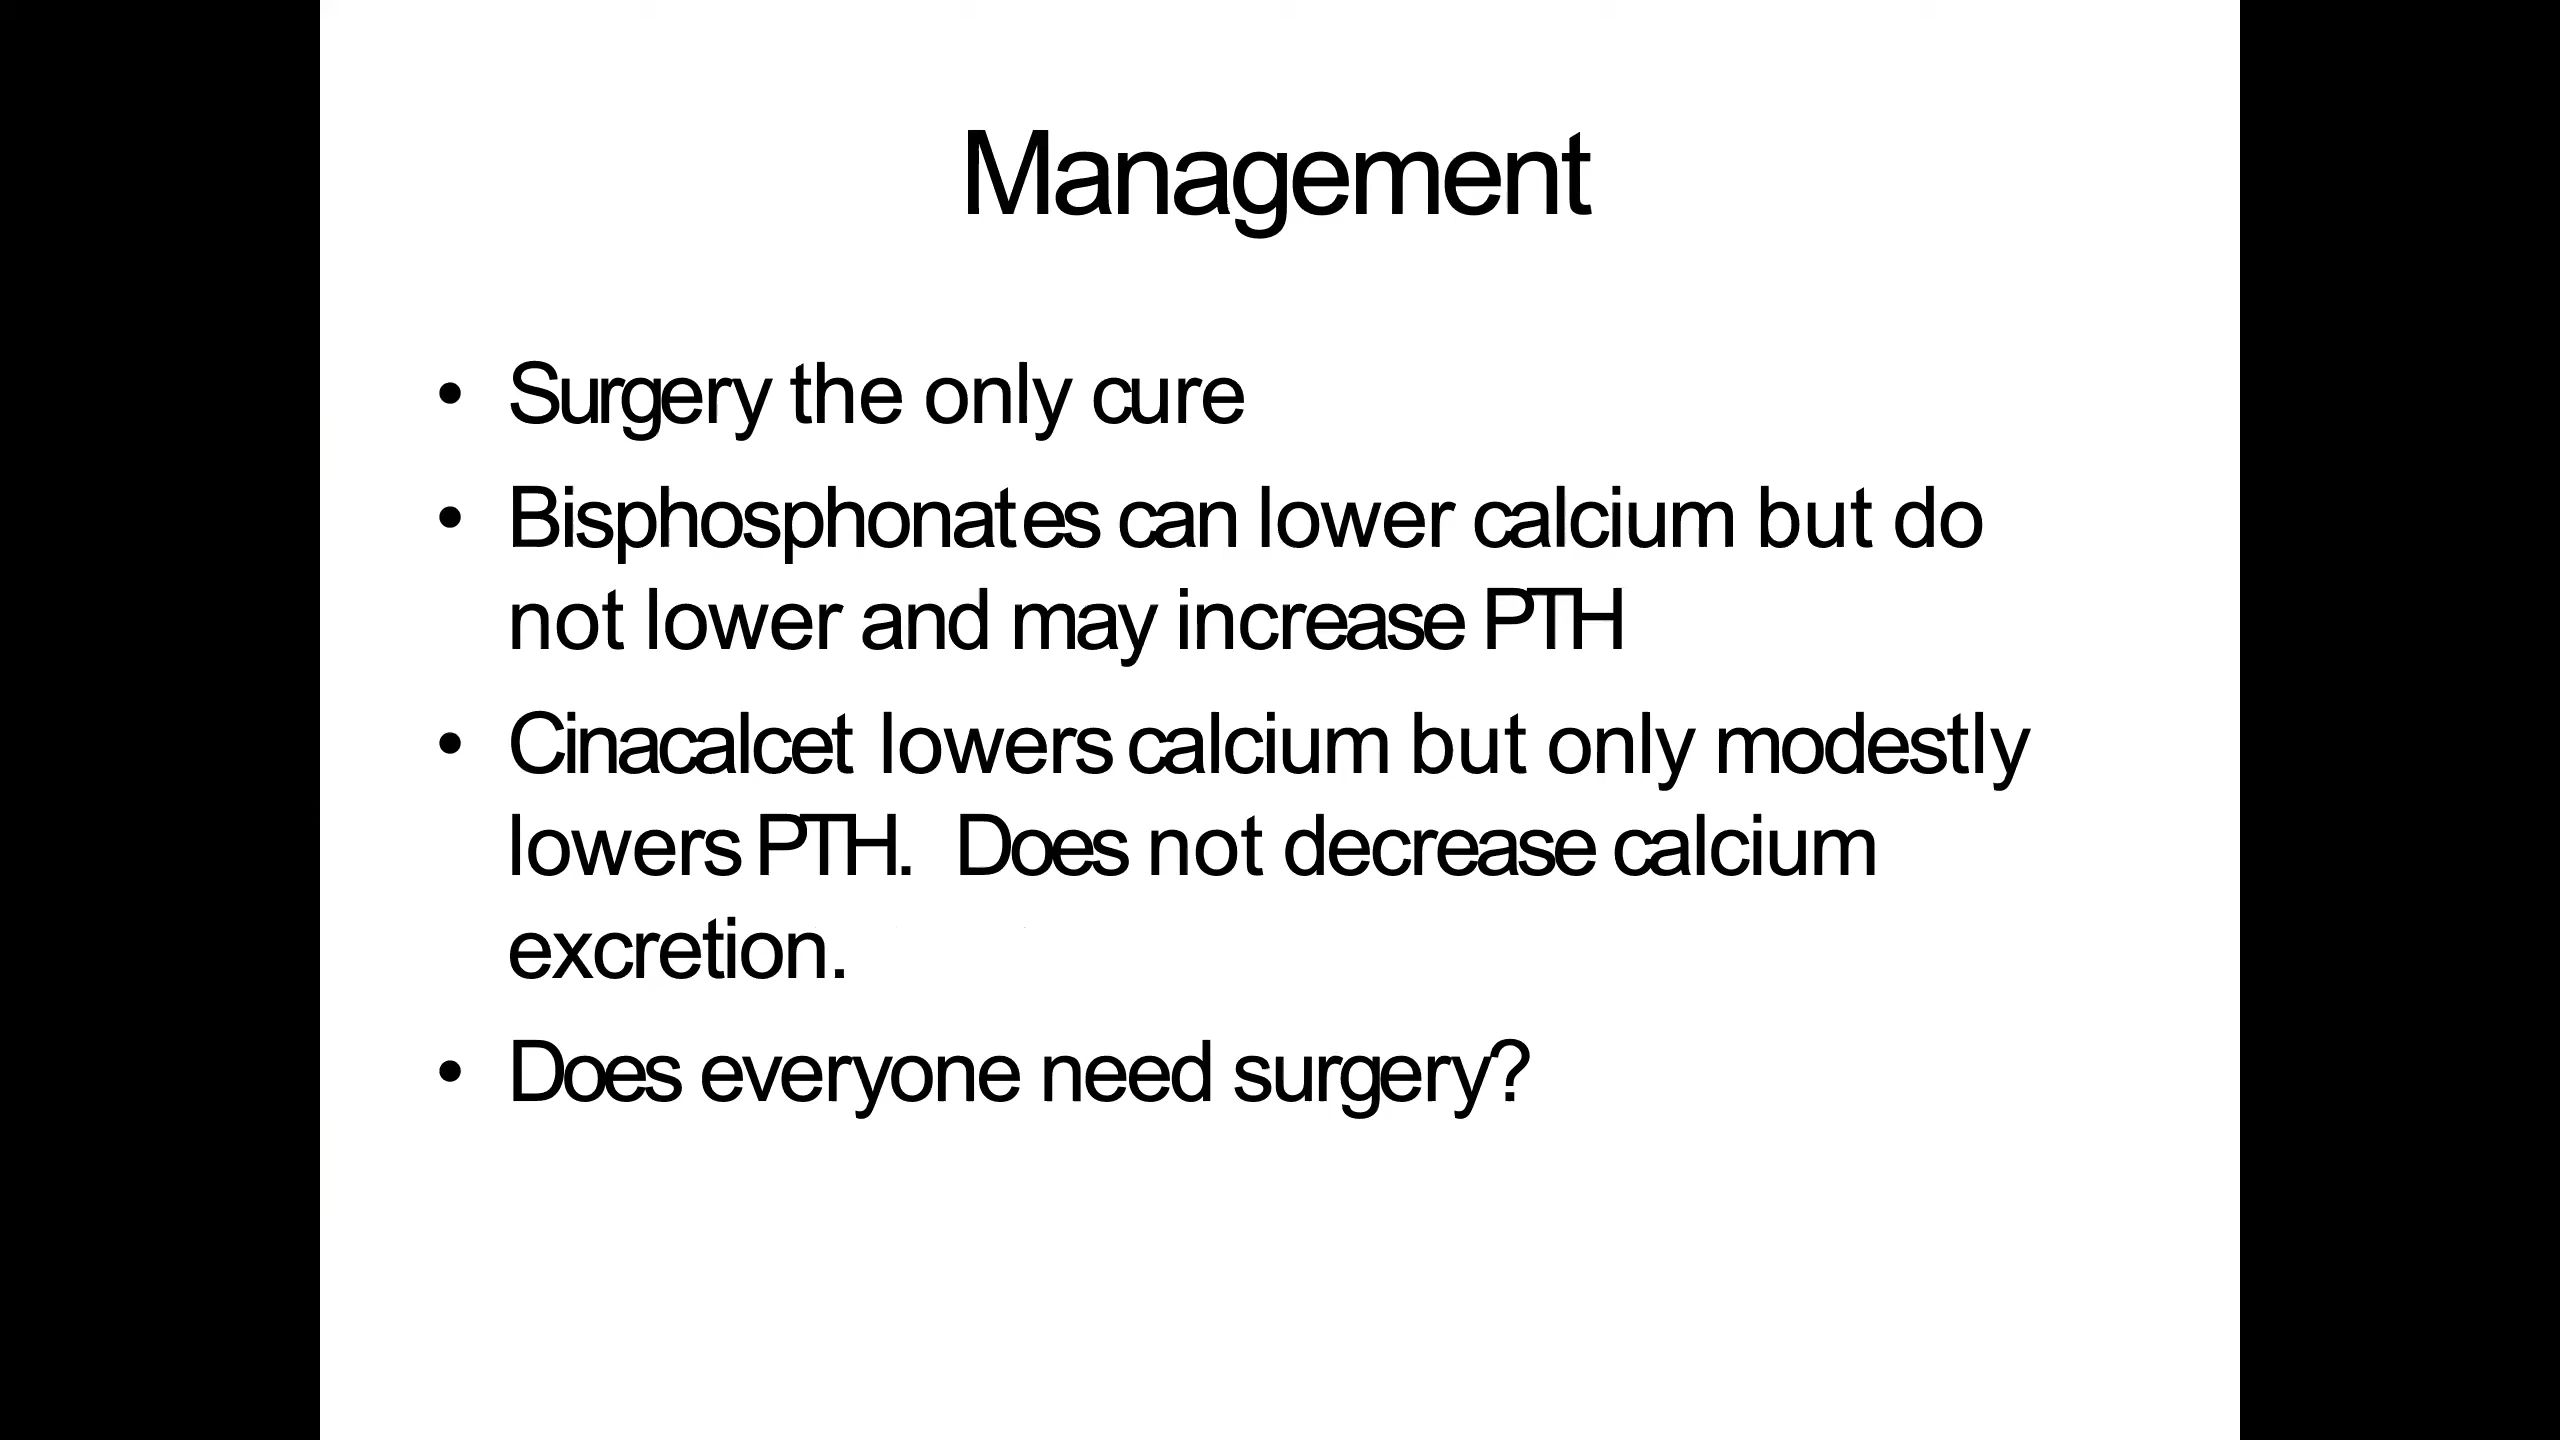 Management
• Surgery the only cure
• Bisphosphonates can lower calcium but do
not lower and may increase PTH
• Cinacalcet lowers calcium but only modestly
lowers PTH. Does not decrease calcium
excretion.
• Does everyone need surgery?